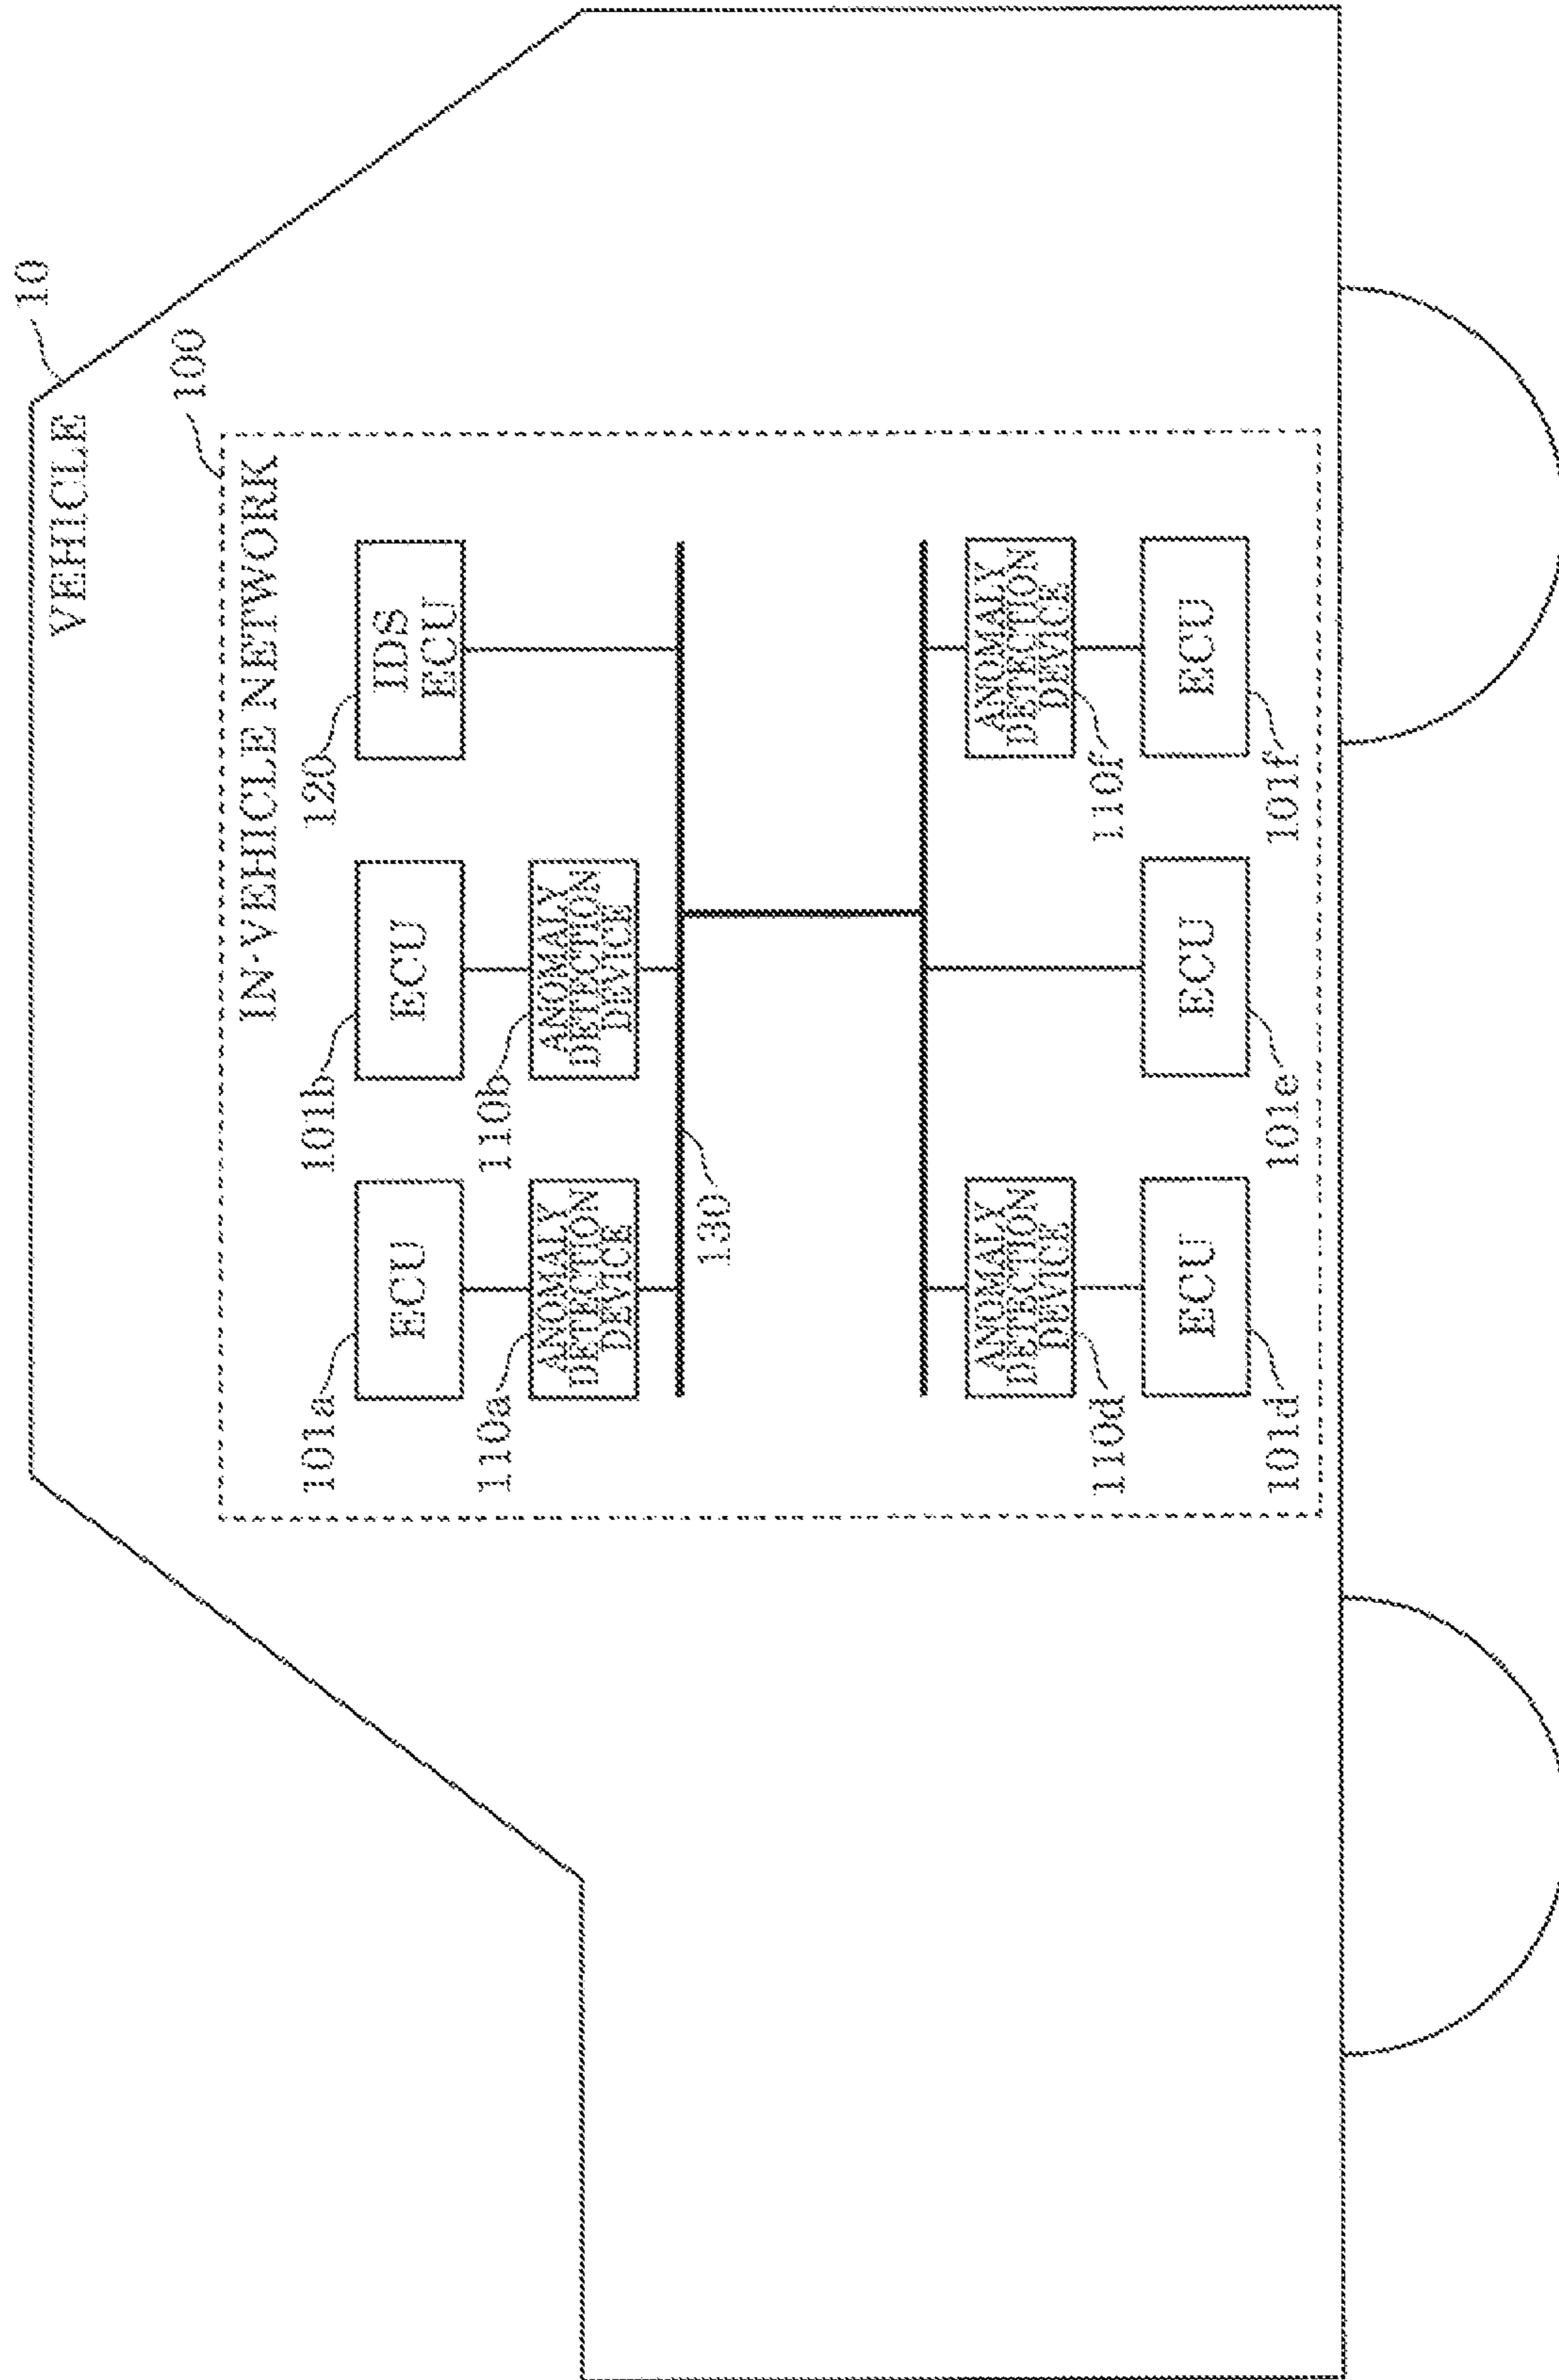 10
VEHICLE
100
IN-VEHICLE NETWORK
101a
ECU
101b
ECU
120
IDS
ECU
110a
ANOMALY
DETECTION
DEVICE
110b
ANOMALY
DETECTION
DEVICE
130
ANOMALY
DETECTION
DEVICE
110d
ANOMALY
DETECTION
DEVICE
110f
ECU
101d
ECU
101e
ECU
101f